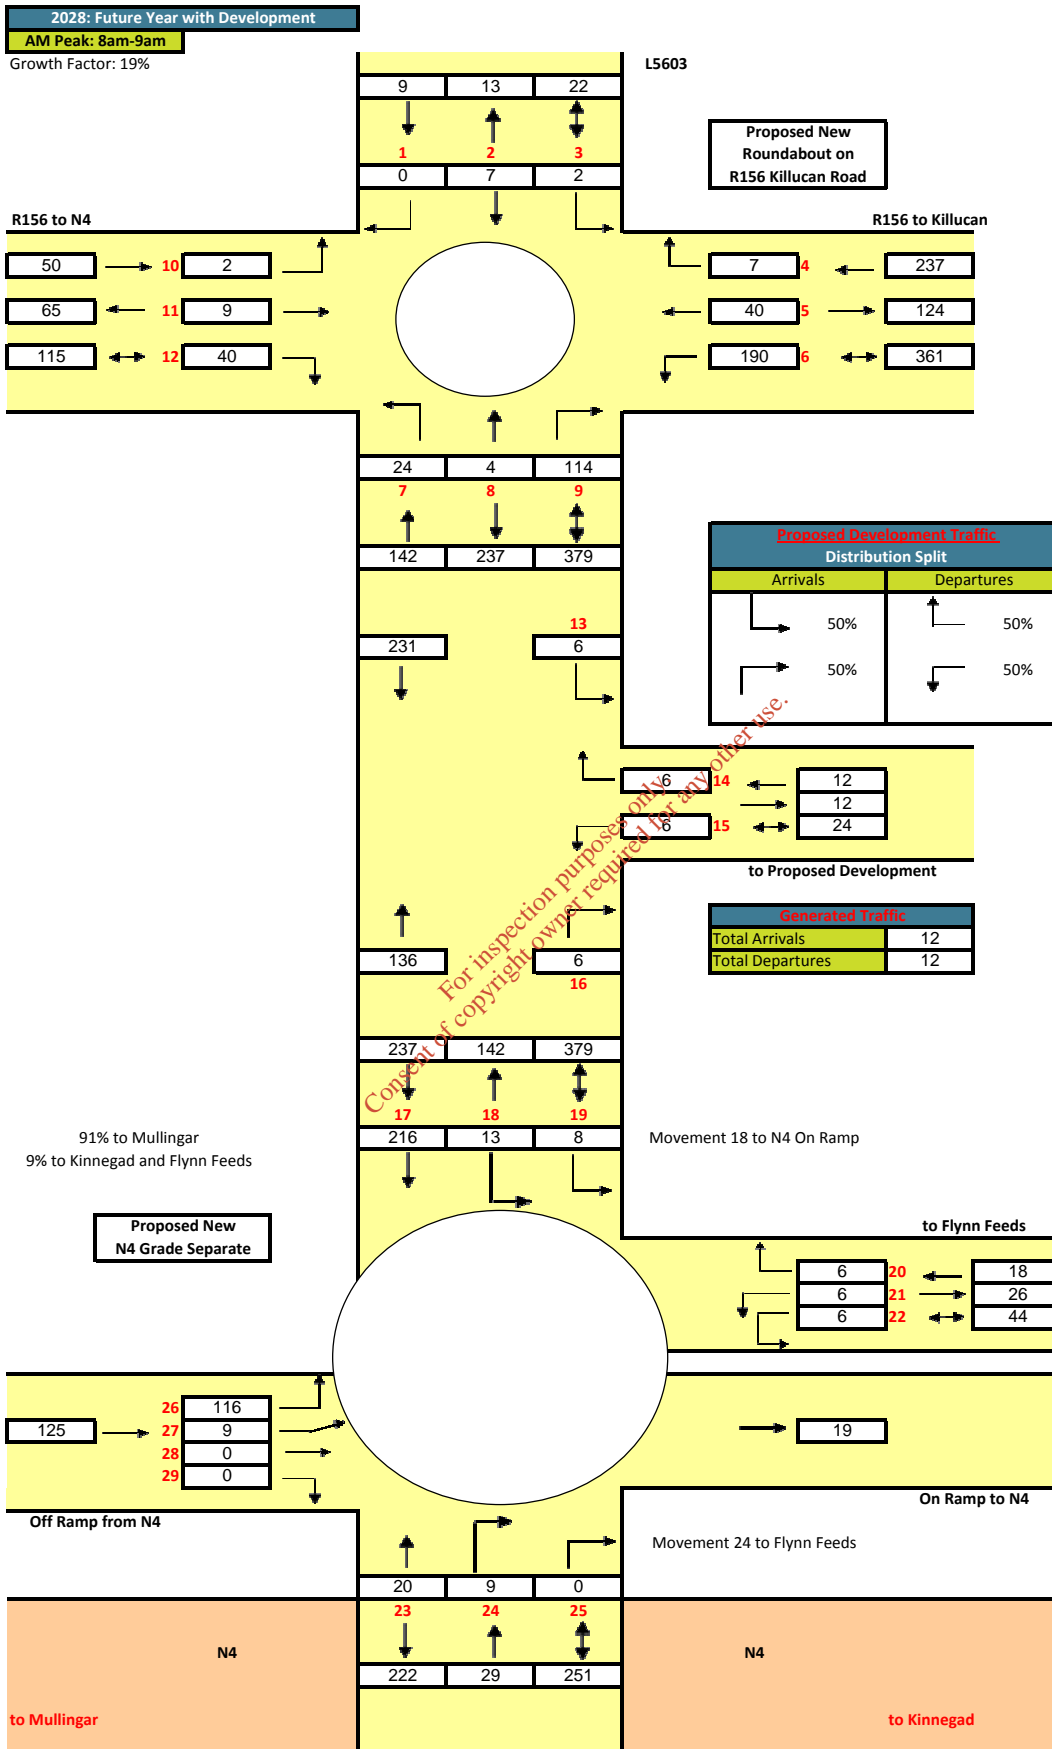 2028: Future Year with Development
AM Peak: 8am-9am
Growth Factor: 19%
L5603
9 13 22
1 2 3
0 7 2
Proposed New
Roundabout on
R156 Killucan Road
R156 to N4
R156 to Killucan
50 10 2
7 4 237
65 11 9
40 5 124
115 12 40
190 6 361
24 4 114
7 8 9
142 237 379
Proposed Development Traffic
Distribution Split
Arrivals Departures
50% 50%
50% 50%
13
231 6
6 14 12
12
6 15 24
to Proposed Development
Generated Traffic
Total Arrivals 12
Total Departures 12
136 6
16
For inspection purposes only.
Consent of copyright owner required for any other use.
237 142 379
17 18 19
216 13 8
91% to Mullingar
9% to Kinnegad and Flynn Feeds
Movement 18 to N4 On Ramp
Proposed New
N4 Grade Separate
to Flynn Feeds
6 20 18
6 21 26
6 22 44
26 116
125 27 9
28 0
29 0
19
Off Ramp from N4
On Ramp to N4
Movement 24 to Flynn Feeds
20 9 0
23 24 25
N4
N4
222 29 251
to Mullingar
to Kinnegad